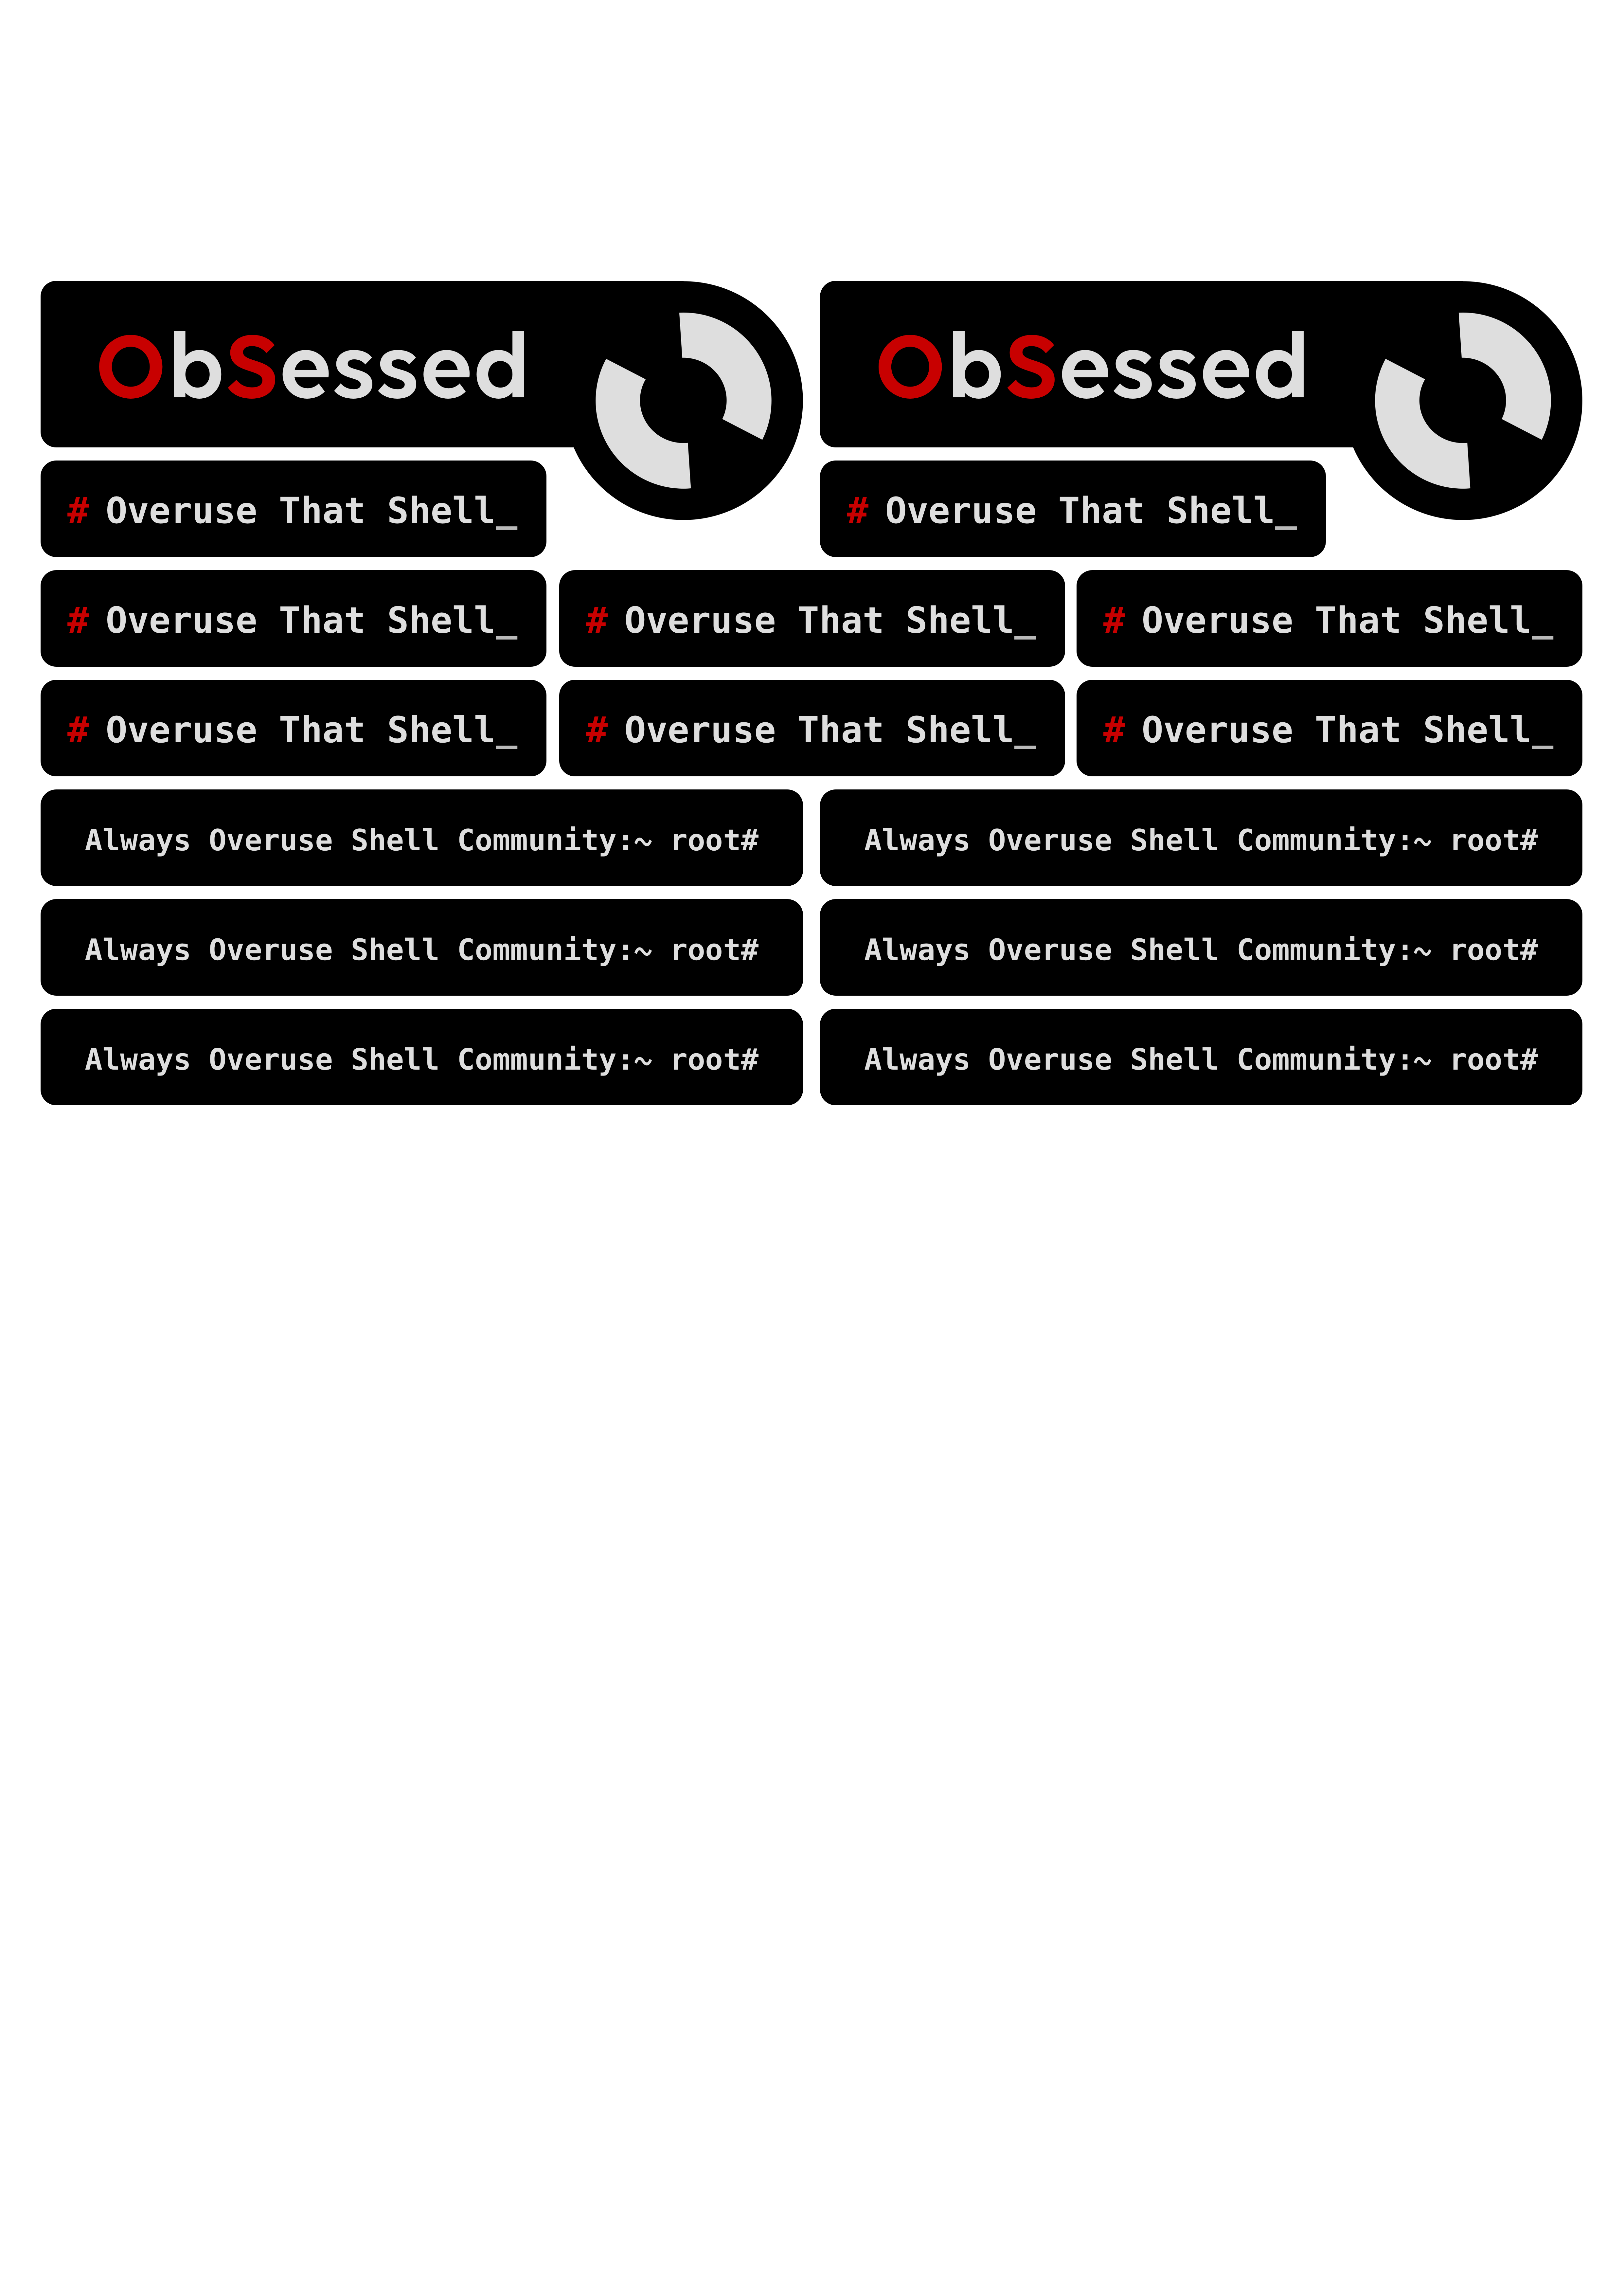 ObSessed ObSessed
# Overuse That Shell_ # Overuse That Shell_
# Overuse That Shell_ # Overuse That Shell_ # Overuse That Shell_
# Overuse That Shell_ # Overuse That Shell_ # Overuse That Shell_
Always Overuse Shell Community:~ root# Always Overuse Shell Community:~ root#
Always Overuse Shell Community:~ root# Always Overuse Shell Community:~ root#
Always Overuse Shell Community:~ root# Always Overuse Shell Community:~ root#